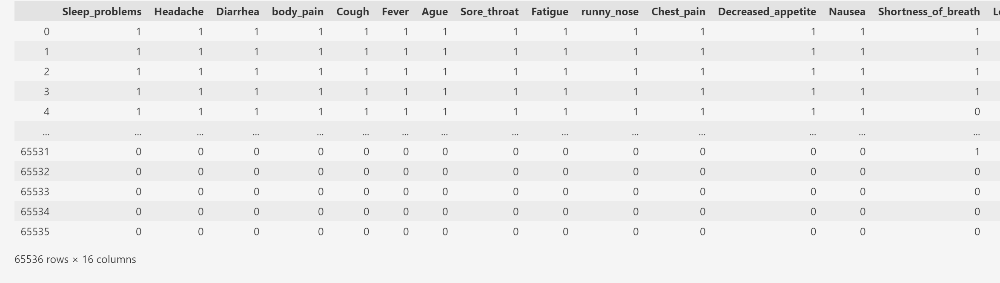 Sleep_problems Headache Diarrhea body_pain Cough Fever Ague Sore_throat Fatigue runny_nose Chest_pain Decreased_appetite Nausea Shortness_of_breath
0 1 1 1 1 1 1 1 1 1 1 1 1 1 1
1 1 1 1 1 1 1 1 1 1 1 1 1 1 1
2 1 1 1 1 1 1 1 1 1 1 1 1 1 1
3 1 1 1 1 1 1 1 1 1 1 1 1 1 1
4 1 1 1 1 1 1 1 1 1 1 1 1 1 0
... ... ... ... ... ... ... ... ... ... ... ... ... ... ...
65531 0 0 0 0 0 0 0 0 0 0 0 0 0 1
65532 0 0 0 0 0 0 0 0 0 0 0 0 0 0
65533 0 0 0 0 0 0 0 0 0 0 0 0 0 0
65534 0 0 0 0 0 0 0 0 0 0 0 0 0 0
65535 0 0 0 0 0 0 0 0 0 0 0 0 0 0
65536 rows × 16 columns